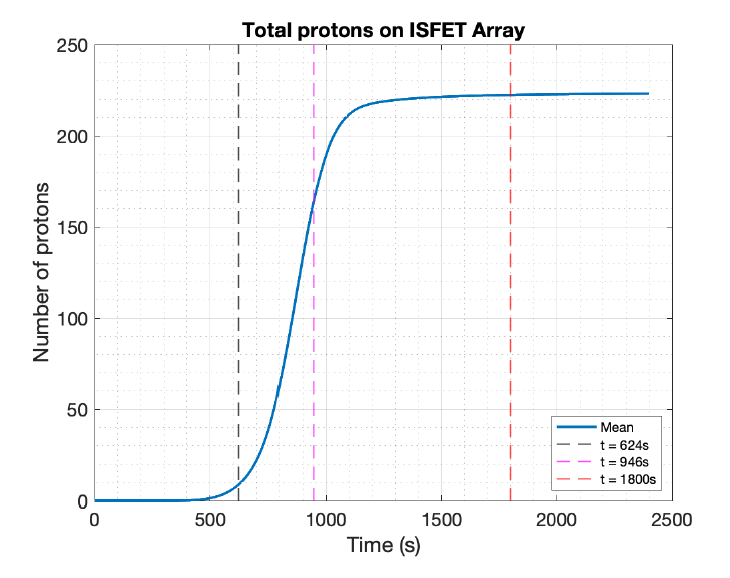 Total protons on ISFET Array
250
200
150
100
50
0
Number of protons
0 500 1000 1500 2000 2500
Time (s)
Mean
t = 624s
t = 946s
t = 1800s